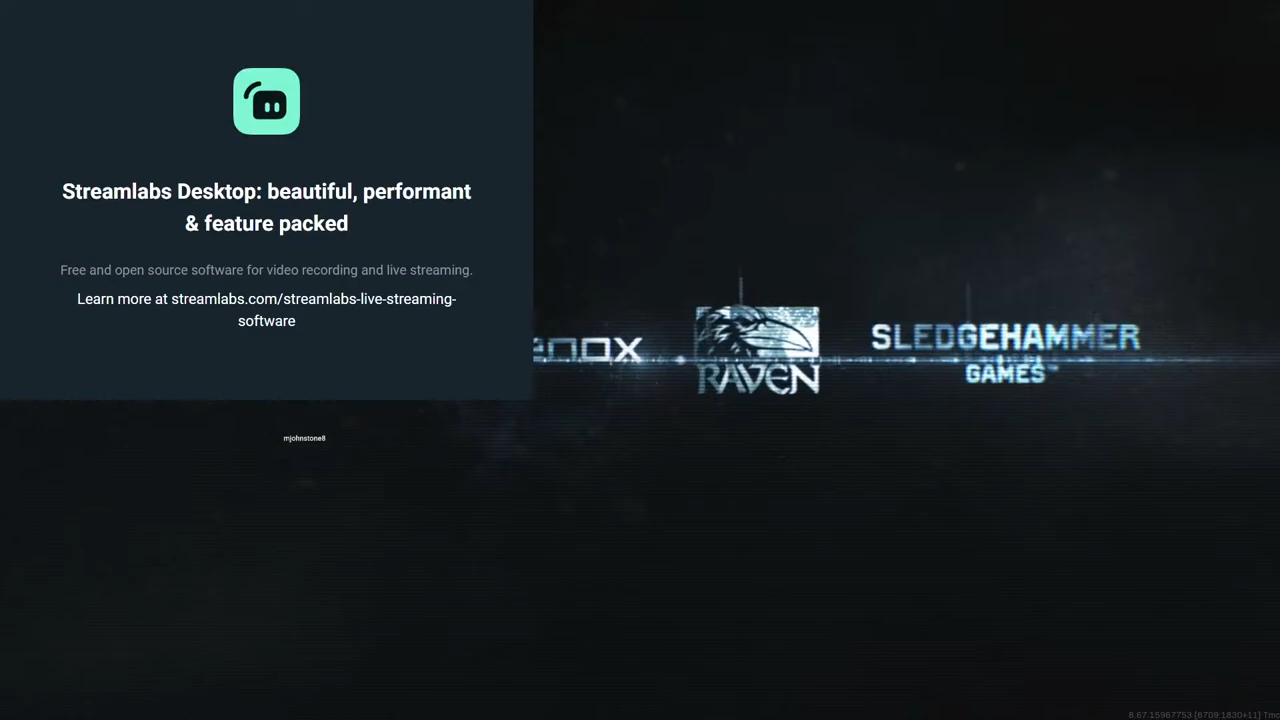 Streamlabs Desktop: beautiful, performant
& feature packed
Free and open source software for video recording and live streaming.
Learn more at streamlabs.com/streamlabs-live-streaming-
software
RAVEN
SLEDGEHAMMER
GAMES
mjohnstone8